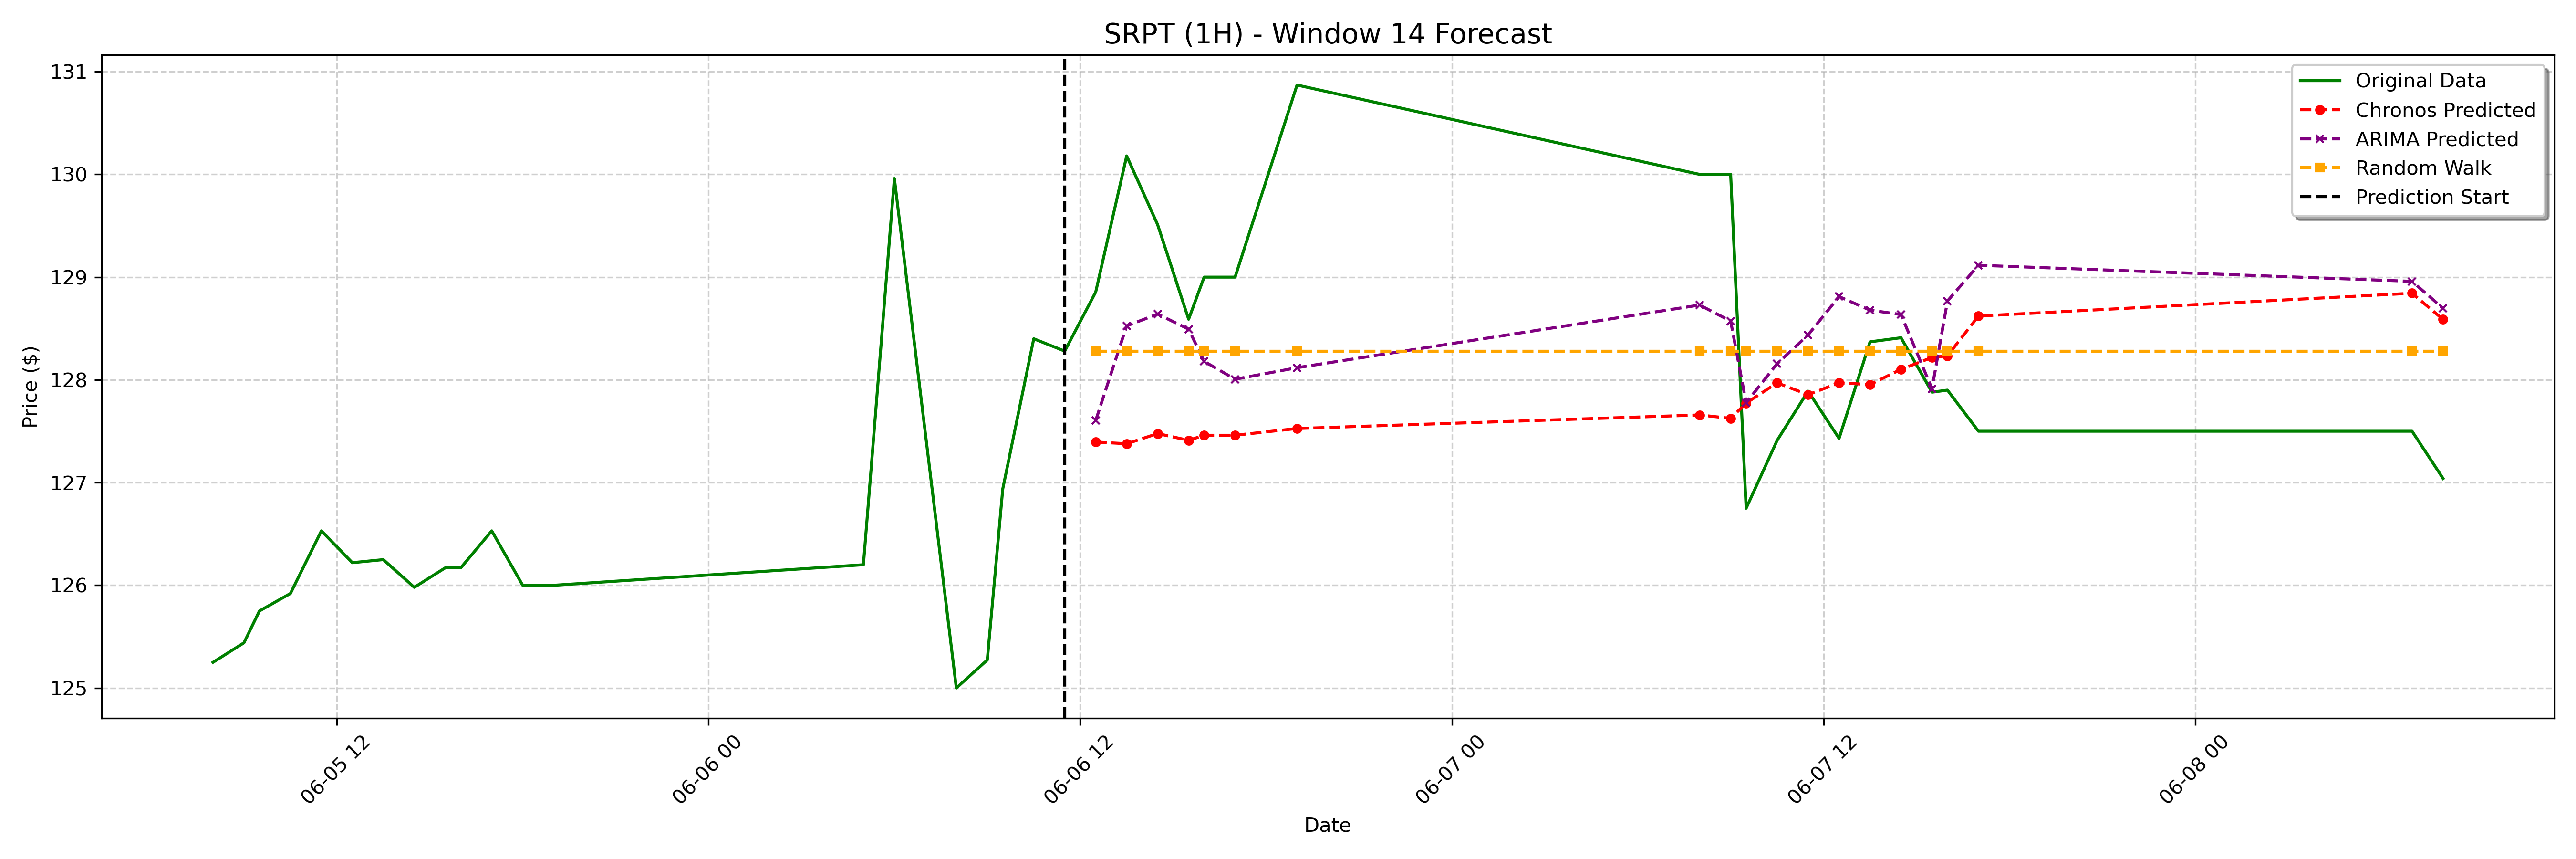 SRPT (1H) - Window 14 Forecast
Price ($)
131
130
129
128
127
126
125
Original Data
Chronos Predicted
ARIMA Predicted
Random Walk
Prediction Start
06-05 12
06-06 00
06-06 12
06-07 00
06-07 12
06-08 00
Date